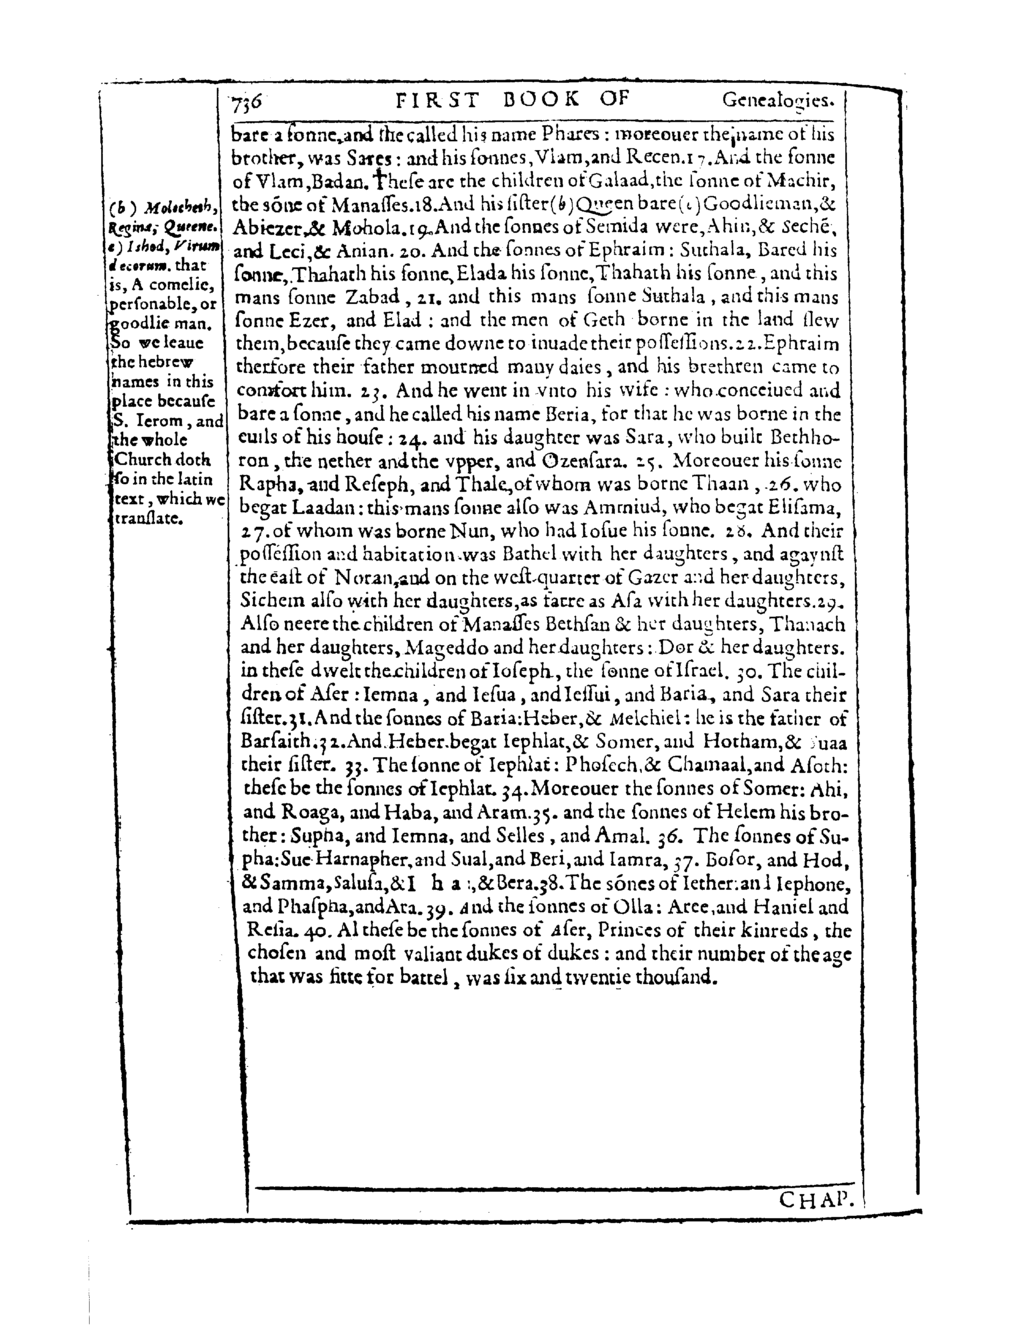 736 FIRST BOOK OF Genealogies.
bare a ſonne, and ſhe called his name Phares : moreouer the name of his
brother, was Sares : and his ſonnes, Vlam, and Recen. 17. And the ſonne
of Vlam, Badan. Theſe are the children of Galaad, the ſonne of Machir,
the sōne of Manaſſes. 18. And his ſiſter (b) Queen bare (c) Goodlieman, &
Abiezer, & Mohola. 19. And the ſonnes of Semida were, Ahin, & Sechē,
and Leci, & Anian. 20. And the ſonnes of Ephraim : Suthala, Bared his
ſonne, Thahath his ſonne, Elada his ſonne, Thahath his ſonne, and this
mans ſonne Zabad, 21. and this mans ſonne Suthala, and this mans
ſonne Ezer, and Elad : and the men of Geth borne in the land ſlew
them, becauſe they came downe to inuade their poſſeſſions. 22. Ephraim
therfore their father mourned many daies, and his brethren came to
comfort him. 23. And he went in vnto his wife : who conceiued and
bare a ſonne, and he called his name Beria, for that he was borne in the
euils of his houſe : 24. and his daughter was Sara, who built Bethho-
ron, the nether and the vpper, and Ozenſara. 25. Moreouer his ſonne
Rapha, and Reſeph, and Thale, of whom was borne Thaan, 26. who
begat Laadan : this mans ſonne alſo was Ammiud, who begat Eliſama,
27. of whom was borne Nun, who had Ioſue his ſonne. 28. And their
poſſeſſion and habitation was Bathel with her daughters, and agaynſt
the eaſt of Noran, and on the weſt quarter of Gazer and her daughters,
Sichem alſo with her daughters, as farre as Aſa with her daughters. 29.
Alſo neere the children of Manaſſes Bethſan & her daughters, Thanach
and her daughters, Mageddo and her daughters : Dor & her daughters.
in theſe dwelt the children of Ioſeph, the ſonne of Iſrael. 30. The chil-
dren of Aſer : Iemna, and Ieſua, and Ieſſui, and Baria, and Sara their
ſiſter. 31. And the ſonnes of Baria: Heber, & Melchiel: he is the father of
Barſaith. 32. And Heber begat Iephlat, & Somer, and Hotham, & Suaa
their ſiſter. 33. The ſonne of Iephlat : Phoſech, & Chamaal, and Aſoth:
theſe be the ſonnes of Iephlat. 34. Moreouer the ſonnes of Somer: Ahi,
and Roaga, and Haba, and Aram. 35. and the ſonnes of Helem his bro-
ther : Supha, and Iemna, and Selles, and Amal. 36. The ſonnes of Su-
pha: Sue Harnapher, and Sual, and Beri, and Iamra, 37. Boſor, and Hod,
& Samma, Saluſa, & I h a :, & Bera. 38. The sōnes of Iether: and Iephone,
and Phaſpha, and Ara. 39. And the ſonnes of Olla: Aree, and Haniel and
Reſia. 40. Al theſe be the ſonnes of Aſer, Princes of their kinreds, the
choſen and moſt valiant dukes of dukes : and their number of the age
that was fitte for battel, was ſix and twentie thouſand.
(b) Molecheth,
Regina, Queene.
c) Iſhod, Virum
decorum. that
is, A comelie,
perſonable, or
goodlie man.
So we leaue
the hebrew
names in this
place becauſe
S. Ierom, and
the whole
Church doth
ſo in the latin
text, which we
tranſlate.
CHAP.